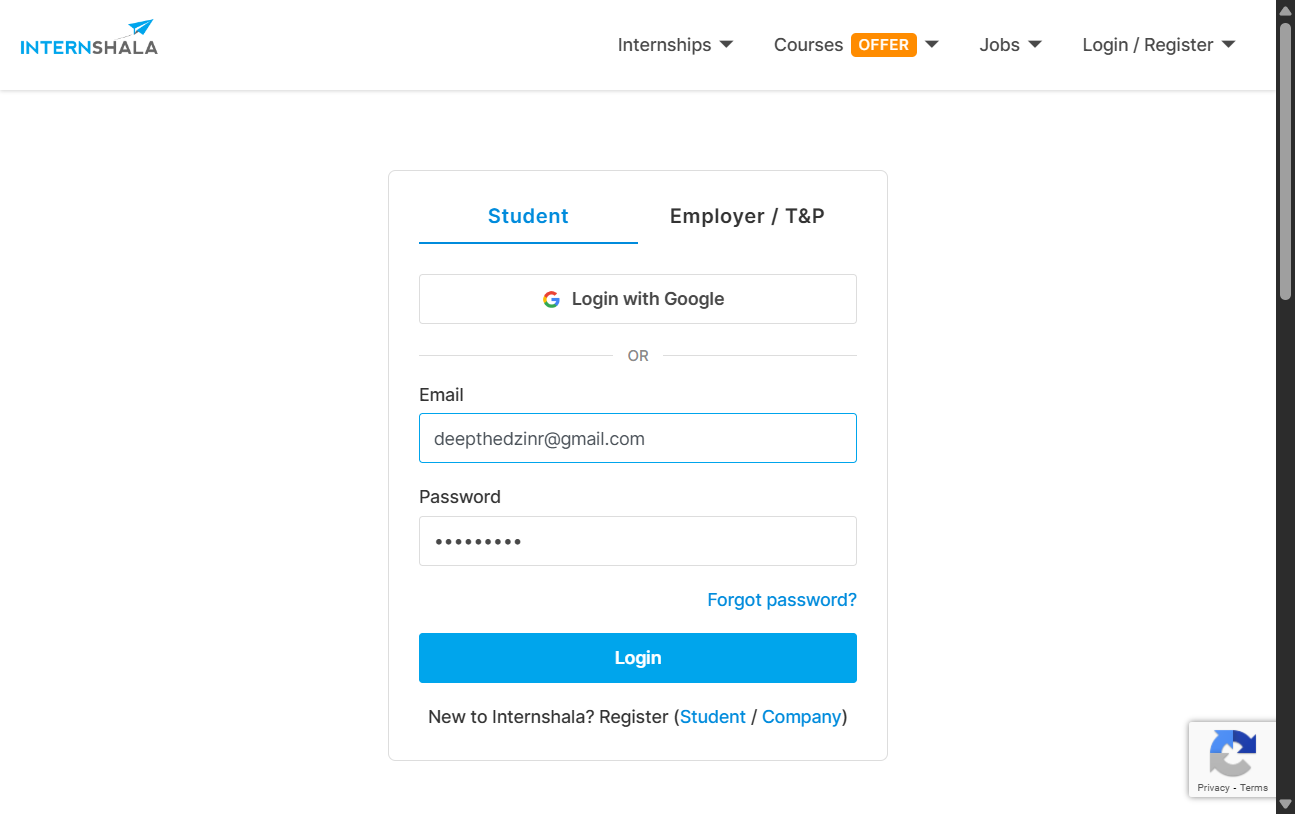 INTERNSHALA
Internships
Courses OFFER
Jobs
Login / Register
Student
Employer / T&P
Login with Google
OR
Email
deepthedzinr@gmail.com
Password
•••••••••
Forgot password?
Login
New to Internshala? Register (Student / Company)
Privacy - Terms